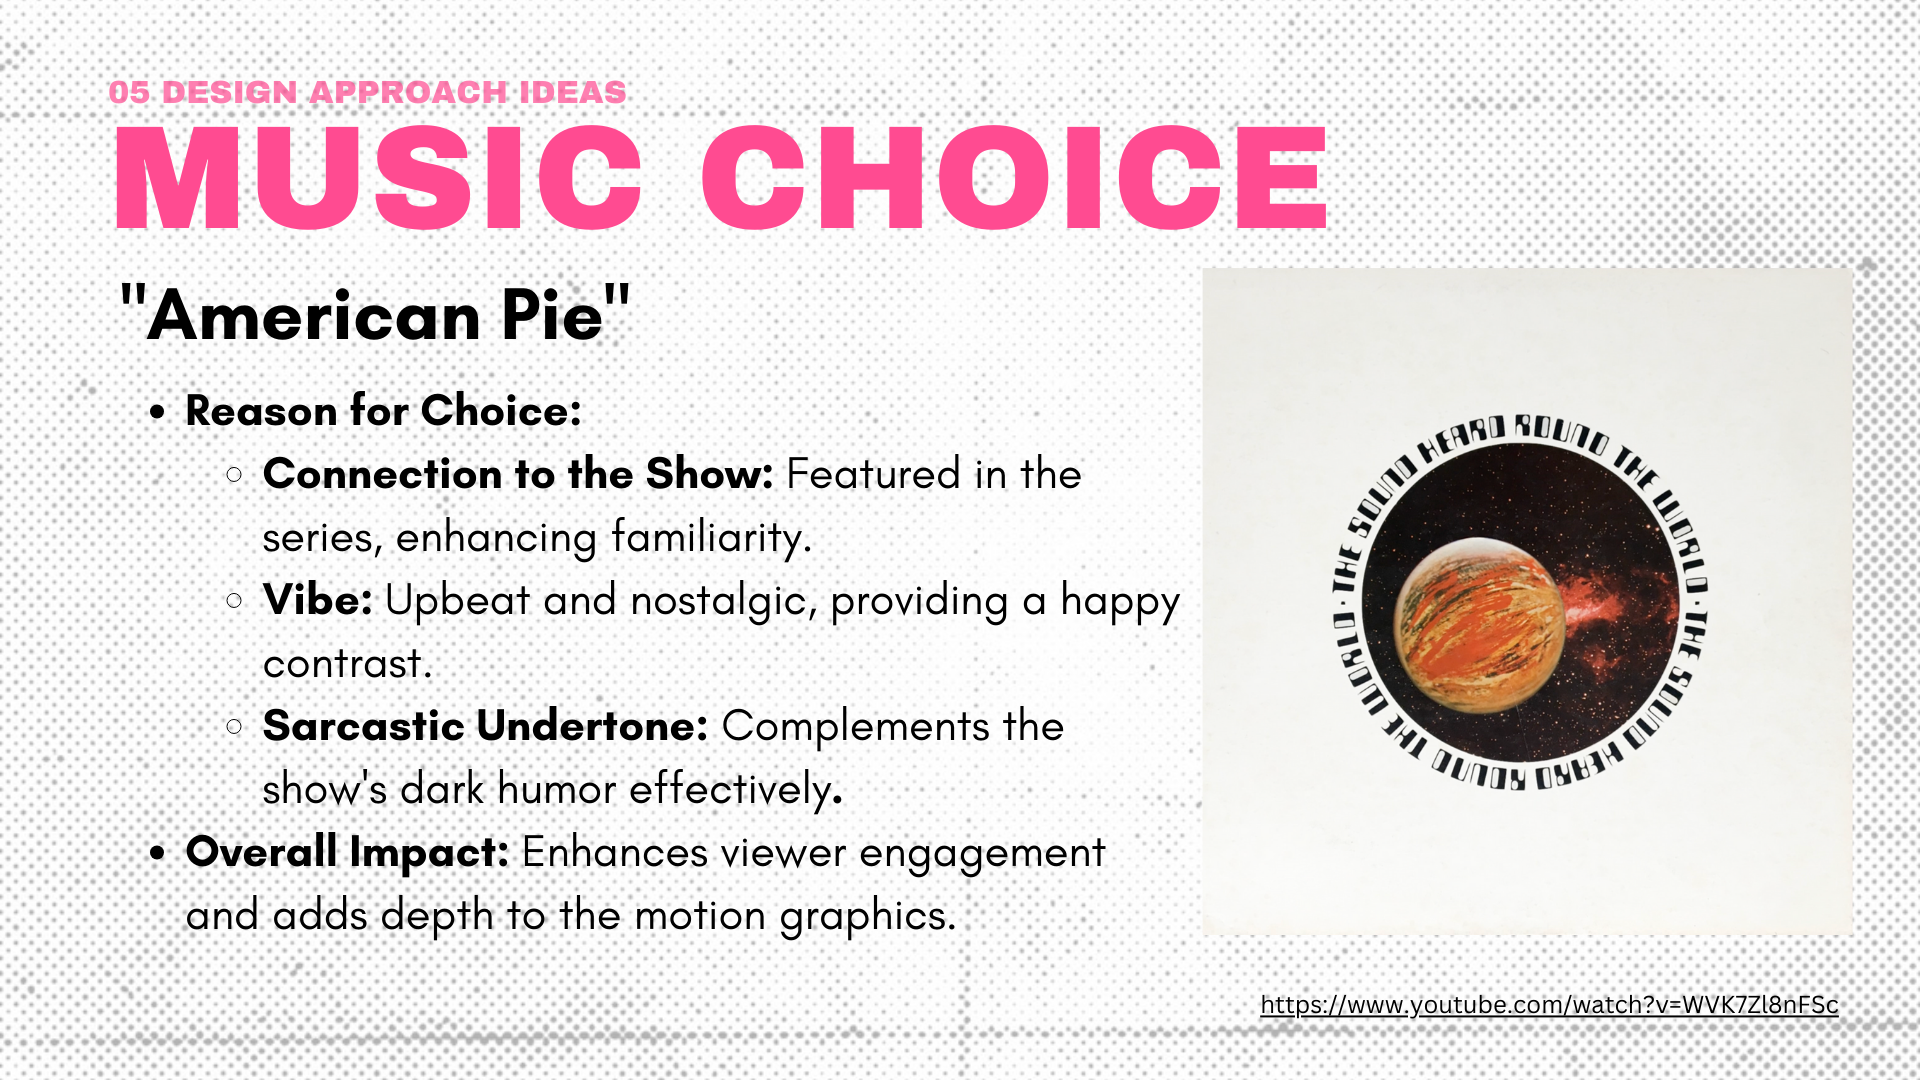 05 DESIGN APPROACH IDEAS
MUSIC CHOICE
"American Pie"
• Reason for Choice:
○ Connection to the Show: Featured in the
series, enhancing familiarity.
○ Vibe: Upbeat and nostalgic, providing a happy
contrast.
○ Sarcastic Undertone: Complements the
show's dark humor effectively.
• Overall Impact: Enhances viewer engagement
and adds depth to the motion graphics.
THE SOUND HEARD ROUND THE WORLD · THE SOUND HEARD ROUND THE WORLD ·
https://www.youtube.com/watch?v=WVK7Zl8nFSc